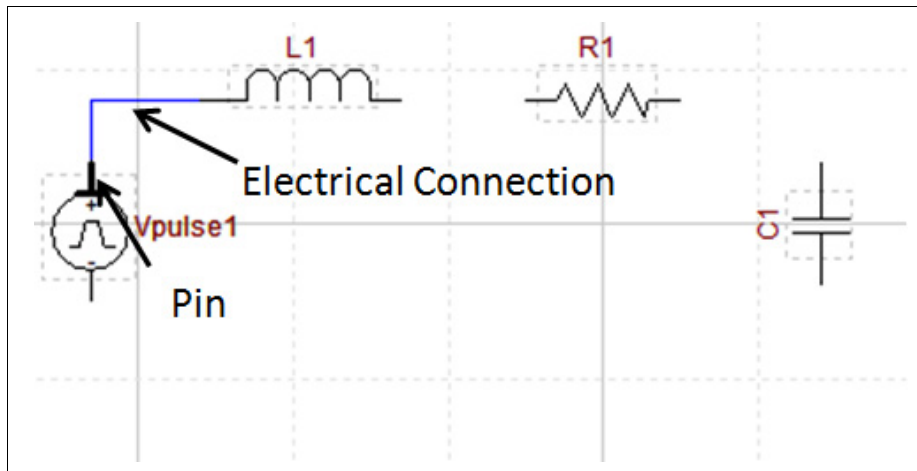 L1
R1
Electrical Connection
+
Vpulse1
-
C1
Pin